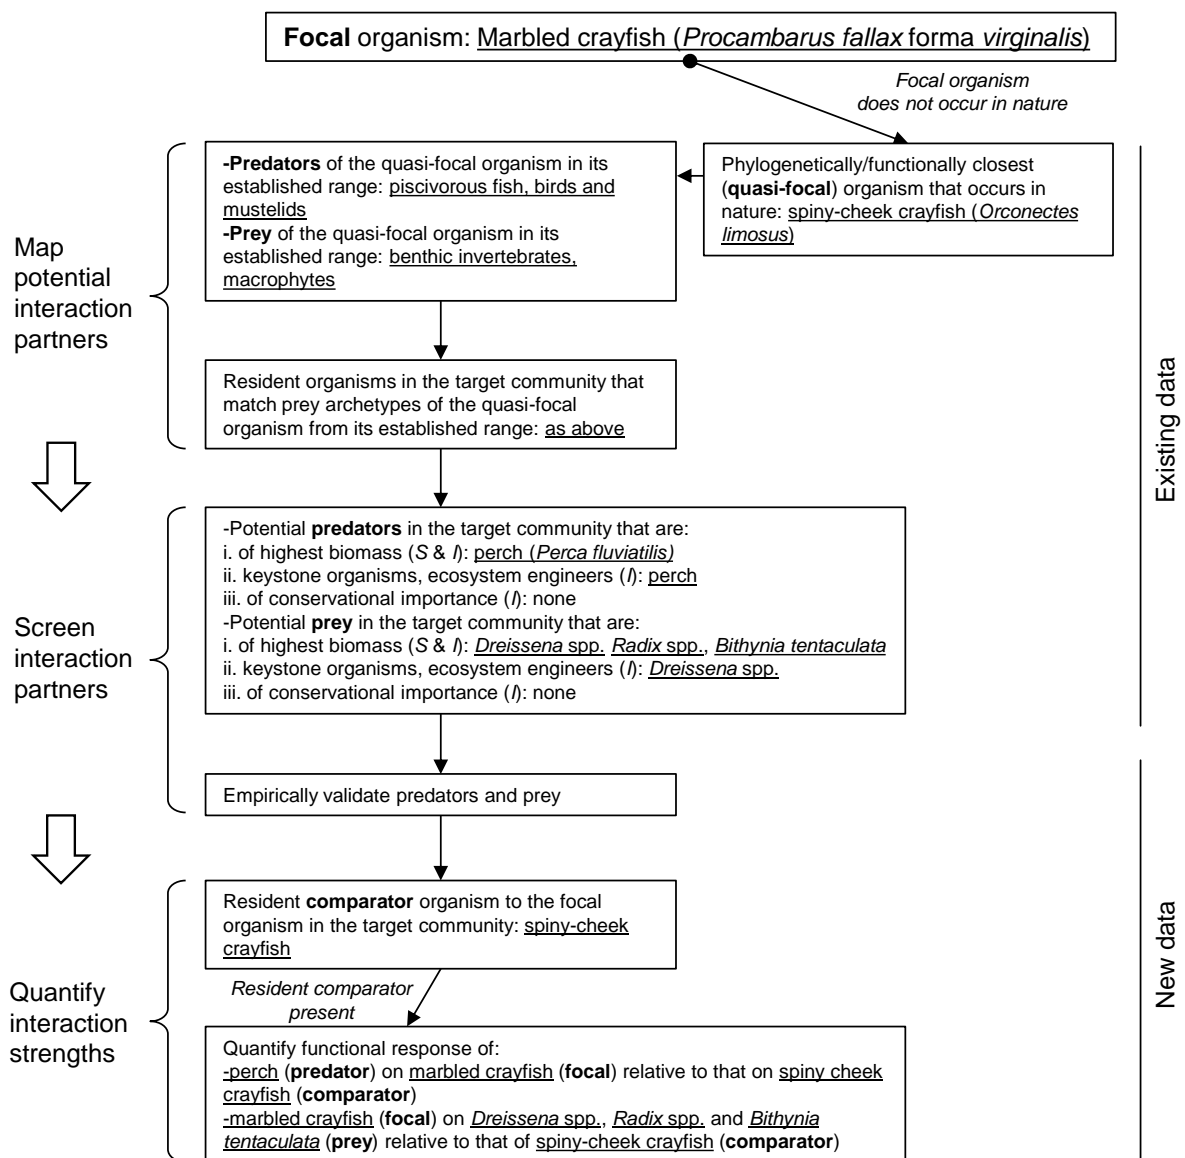 Focal organism: Marbled crayfish (Procambarus fallax forma virginalis)
Focal organism
does not occur in nature
-Predators of the quasi-focal organism in its
established range: piscivorous fish, birds and
mustelids
-Prey of the quasi-focal organism in its
established range: benthic invertebrates,
macrophytes
Phylogenetically/functionally closest
(quasi-focal) organism that occurs in
nature: spiny-cheek crayfish (Orconectes
limosus)
Map
potential
interaction
partners
Resident organisms in the target community that
match prey archetypes of the quasi-focal
organism from its established range: as above
Existing data
-Potential predators in the target community that are:
i. of highest biomass (S & I): perch (Perca fluviatilis)
ii. keystone organisms, ecosystem engineers (I): perch
iii. of conservational importance (I): none
-Potential prey in the target community that are:
i. of highest biomass (S & I): Dreissena spp. Radix spp., Bithynia tentaculata
ii. keystone organisms, ecosystem engineers (I): Dreissena spp.
iii. of conservational importance (I): none
Screen
interaction
partners
Empirically validate predators and prey
Resident comparator organism to the focal
organism in the target community: spiny-cheek
crayfish
New data
Resident comparator
present
Quantify
interaction
strengths
Quantify functional response of:
-perch (predator) on marbled crayfish (focal) relative to that on spiny cheek
crayfish (comparator)
-marbled crayfish (focal) on Dreissena spp., Radix spp. and Bithynia
tentaculata (prey) relative to that of spiny-cheek crayfish (comparator)